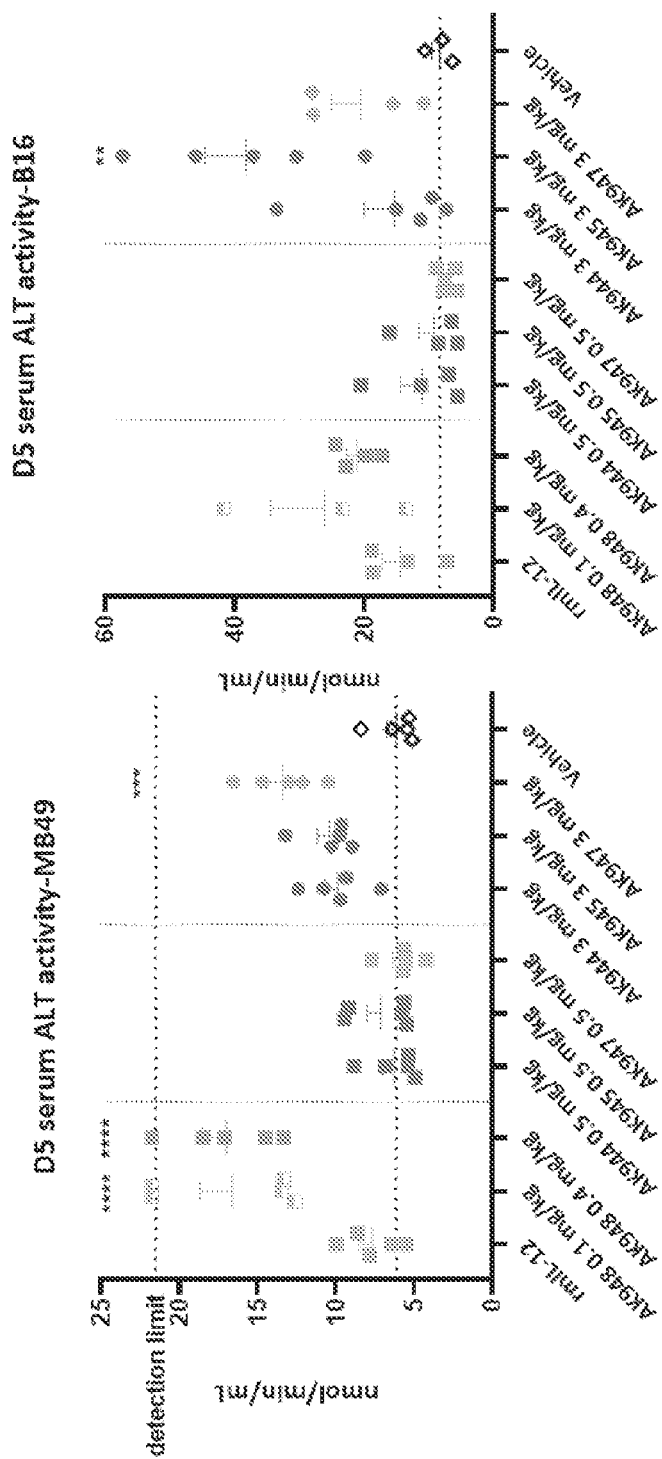 D5 serum ALT activity-MB49
25
20
15
10
5
0
detection limit
nmol/min/mL
****
****
***
rmIL-12
AK948 0.1 mg/kg
AK948 0.4 mg/kg
AK944 0.5 mg/kg
AK945 0.5 mg/kg
AK947 0.5 mg/kg
AK944 3 mg/kg
AK945 3 mg/kg
AK947 3 mg/kg
Vehicle
D5 serum ALT activity-B16
60
40
20
0
nmol/min/mL
**
rmIL-12
AK948 0.1 mg/kg
AK948 0.4 mg/kg
AK944 0.5 mg/kg
AK945 0.5 mg/kg
AK947 0.5 mg/kg
AK944 3 mg/kg
AK945 3 mg/kg
AK947 3 mg/kg
Vehicle